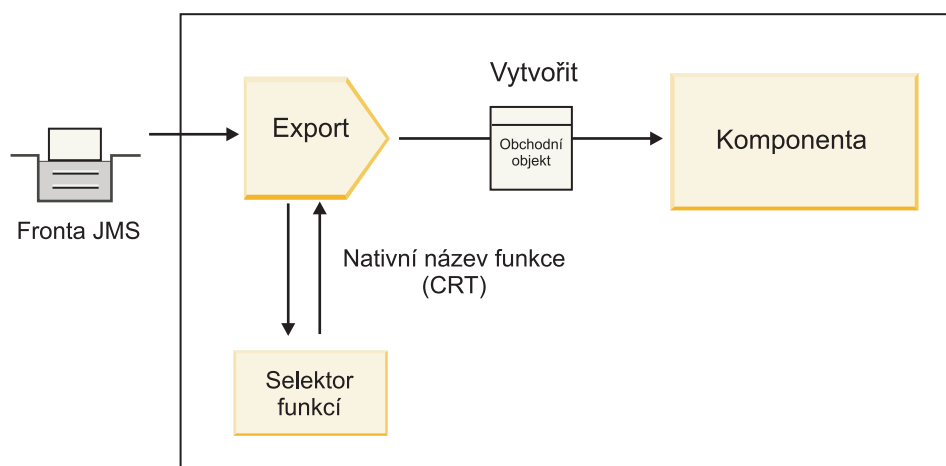 Vytvořit
Export
Obchodní
objekt
Komponenta
Fronta JMS
Nativní název funkce
(CRT)
Selektor
funkcí